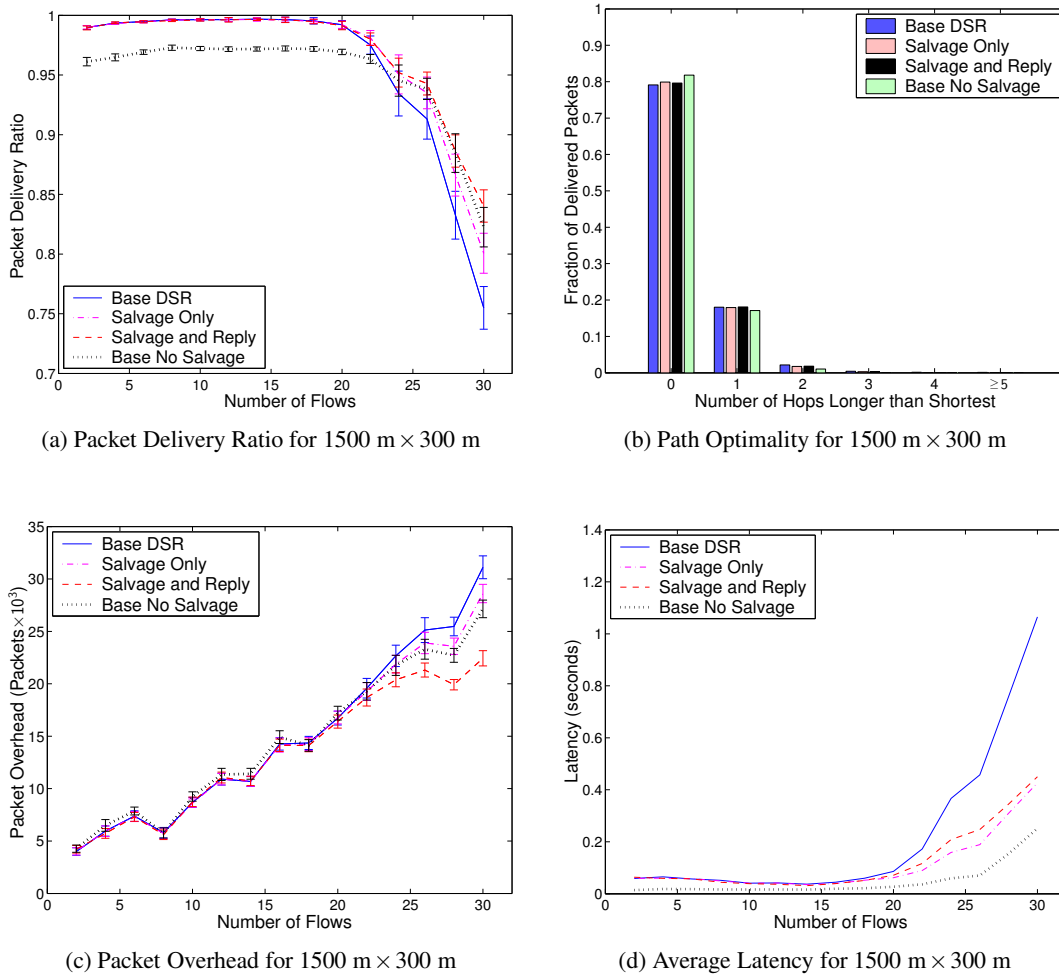 1
0.95
0.9
0.85
0.8
0.75
0.7
0 5 10 15 20 25 30
Packet Delivery Ratio
Number of Flows
Base DSR
Salvage Only
Salvage and Reply
Base No Salvage
(a) Packet Delivery Ratio for 1500 m × 300 m
1
0.9
0.8
0.7
0.6
0.5
0.4
0.3
0.2
0.1
0
0 1 2 3 4 ≥5
Fraction of Delivered Packets
Number of Hops Longer than Shortest
Base DSR
Salvage Only
Salvage and Reply
Base No Salvage
(b) Path Optimality for 1500 m × 300 m
35
30
25
20
15
10
5
0
0 5 10 15 20 25 30
Packet Overhead (Packets×10³)
Number of Flows
Base DSR
Salvage Only
Salvage and Reply
Base No Salvage
(c) Packet Overhead for 1500 m × 300 m
1.4
1.2
1
0.8
0.6
0.4
0.2
0
0 5 10 15 20 25 30
Latency (seconds)
Number of Flows
Base DSR
Salvage Only
Salvage and Reply
Base No Salvage
(d) Average Latency for 1500 m × 300 m